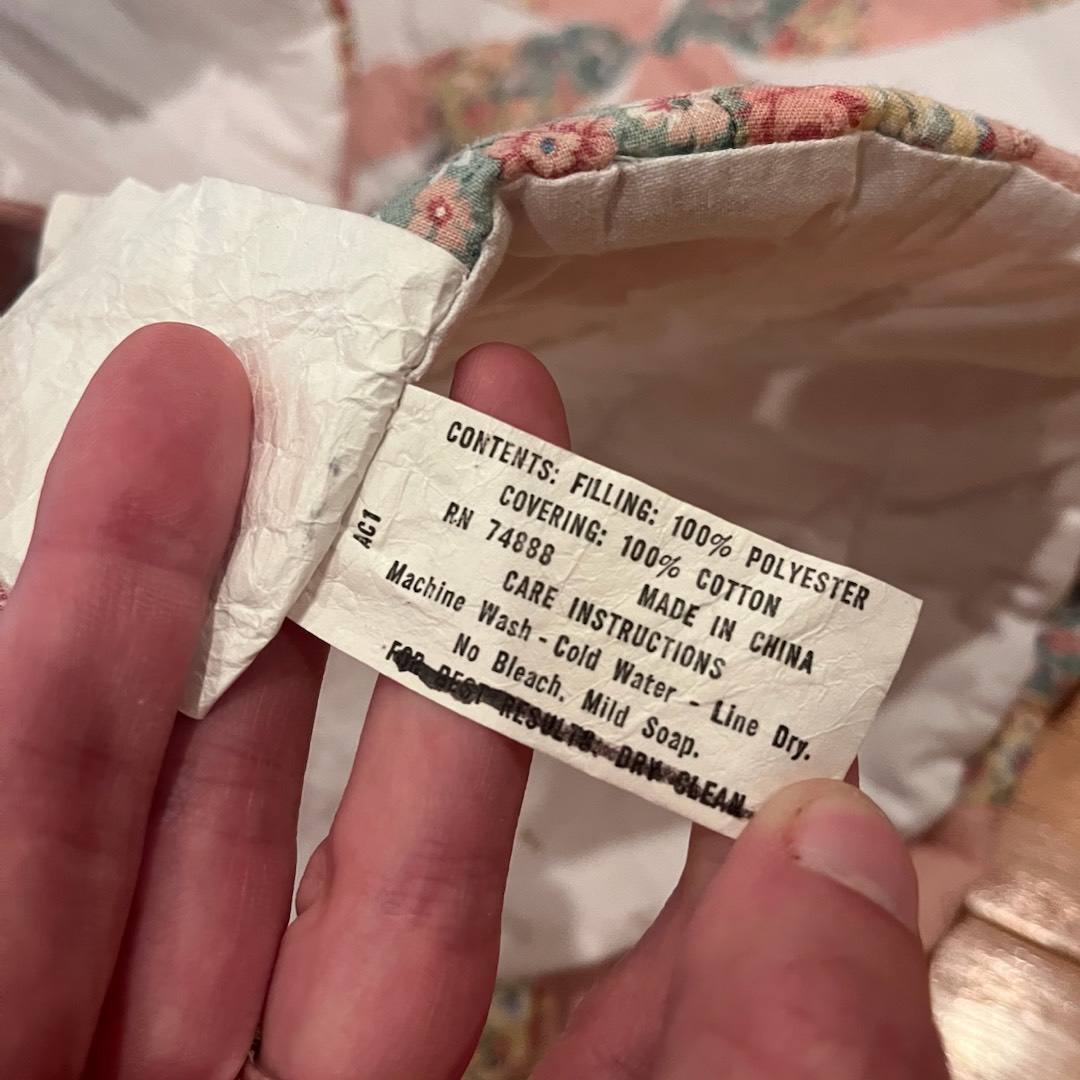 CONTENTS: FILLING: 100% POLYESTER
COVERING: 100% COTTON
RN 74888 MADE IN CHINA
CARE INSTRUCTIONS
Machine Wash - Cold Water - Line Dry.
No Bleach. Mild Soap.
FOR BEST RESULTS: DRY CLEAN.
AC1